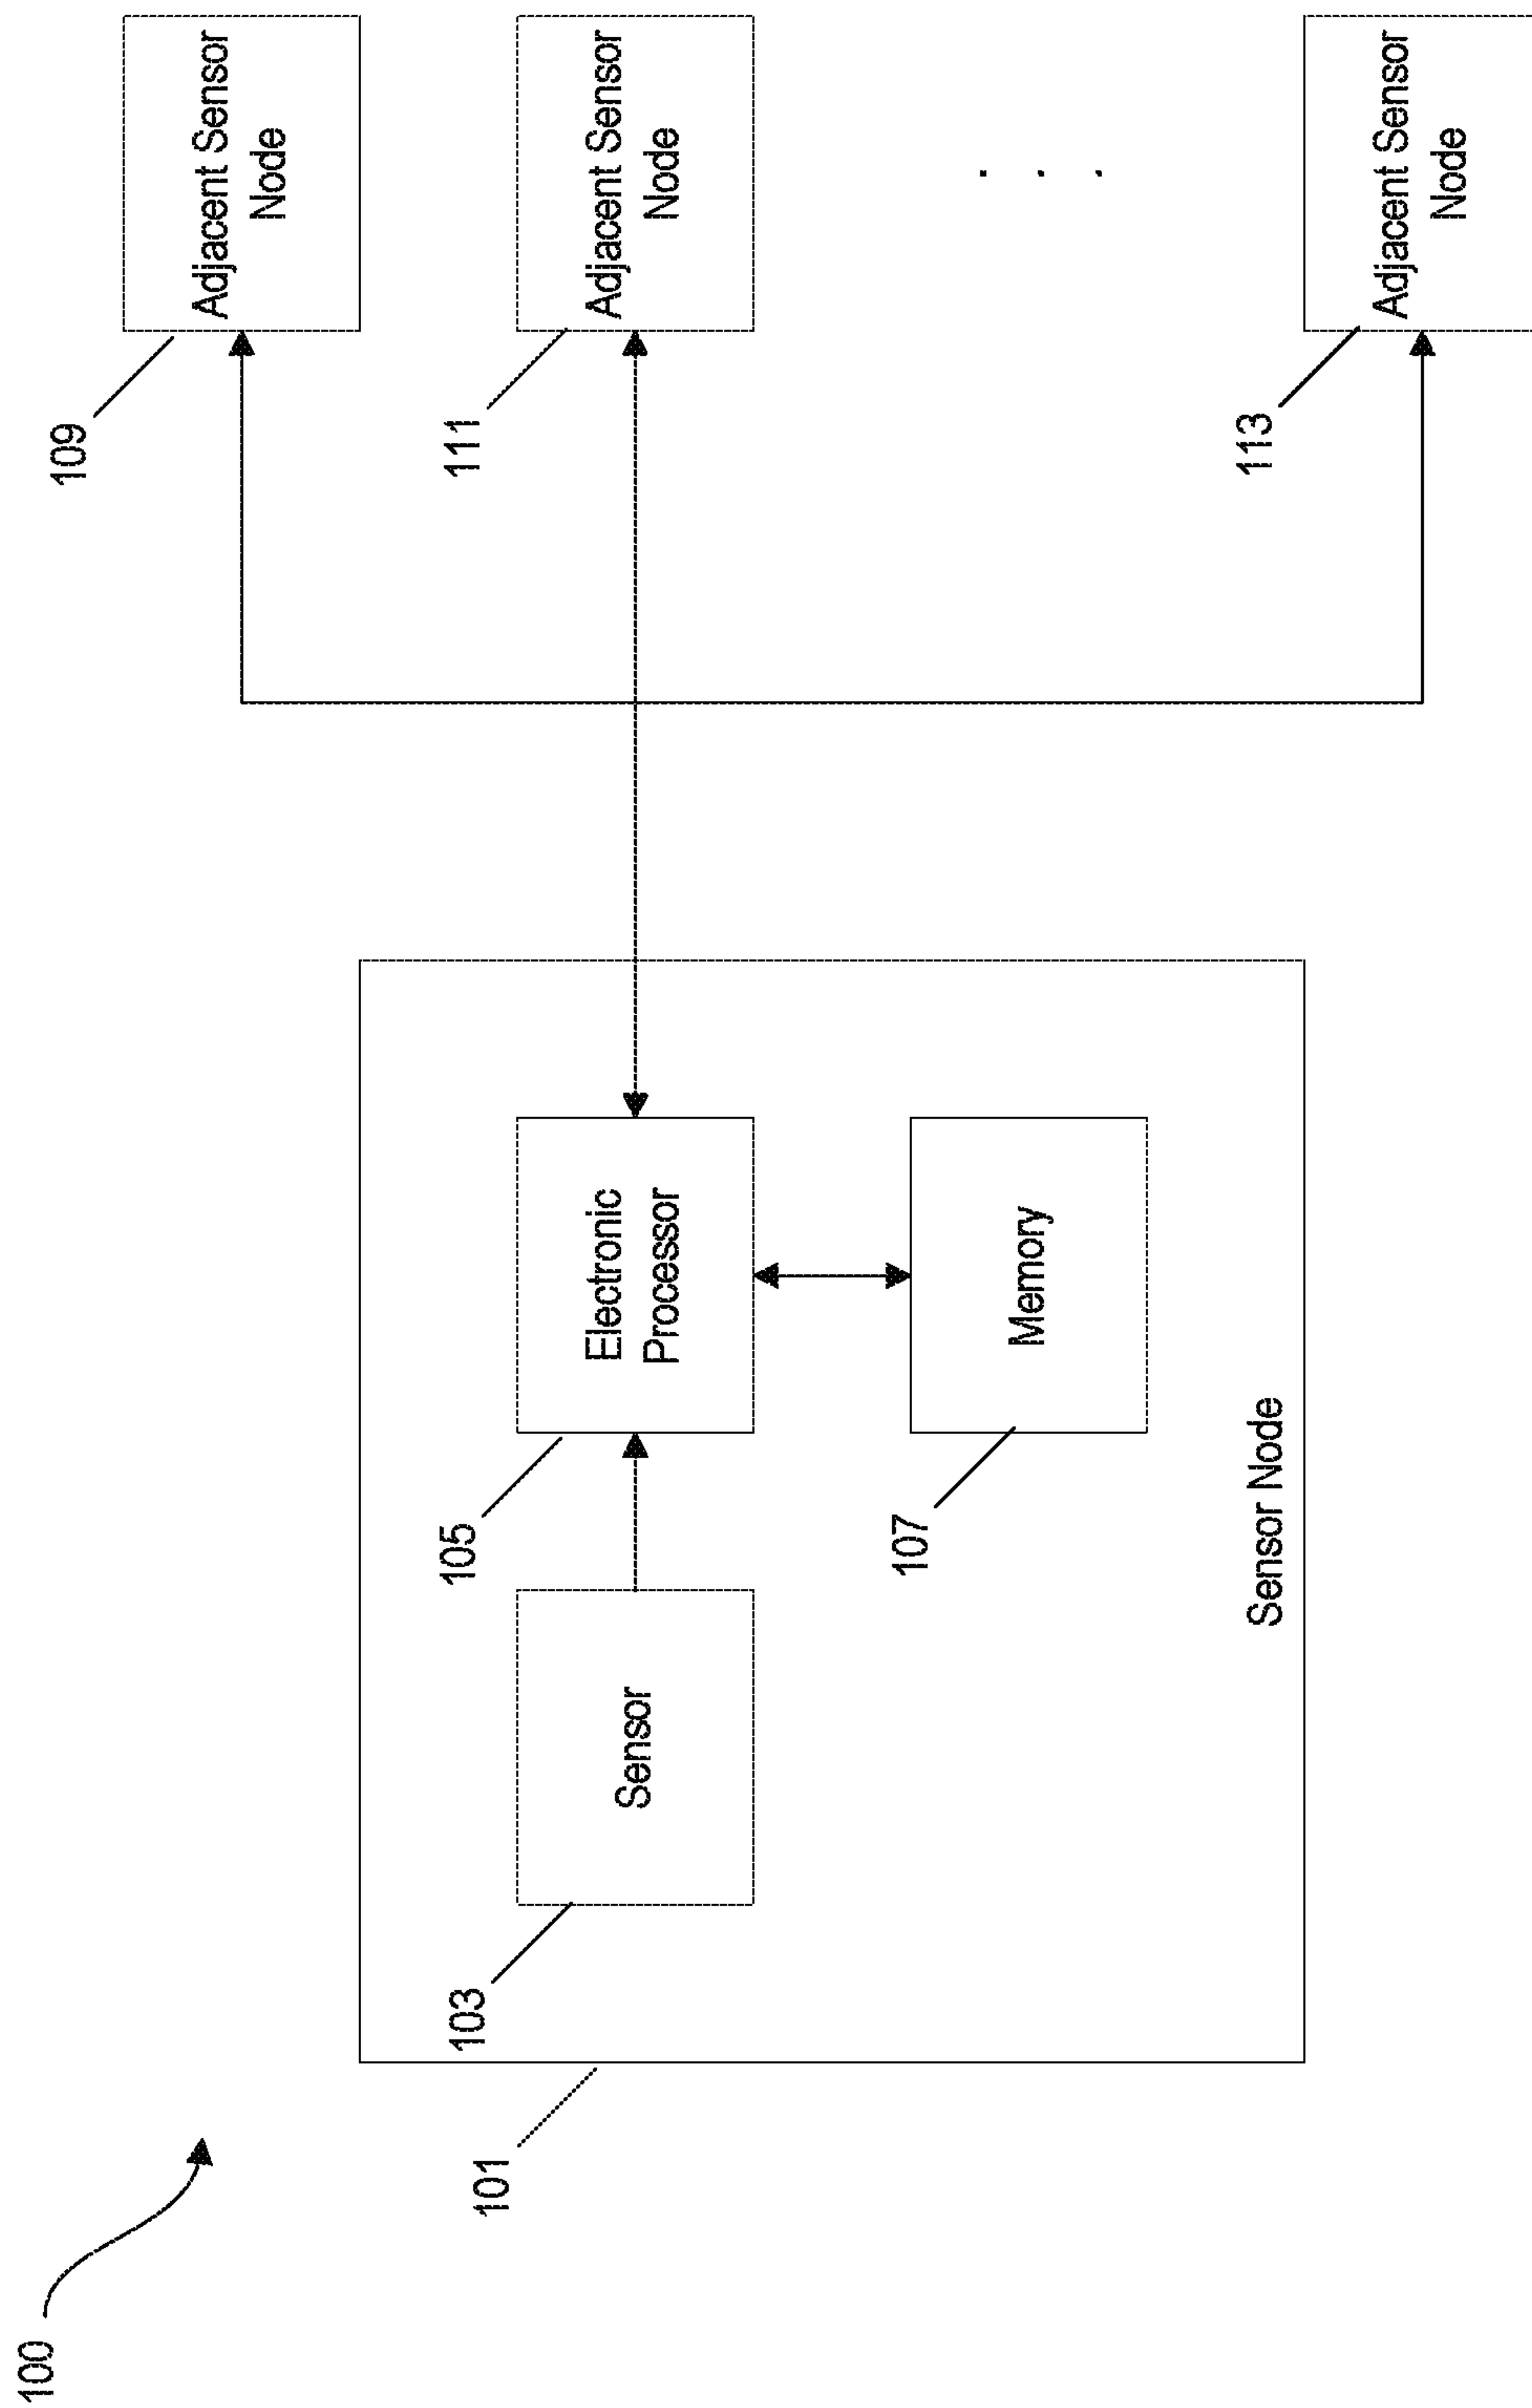 100
101
103
Sensor
105
Electronic
Processor
107
Memory
Sensor Node
109
Adjacent Sensor
Node
111
Adjacent Sensor
Node
. . .
113
Adjacent Sensor
Node